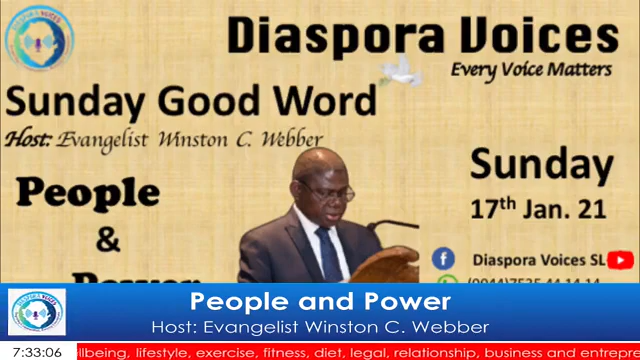 Diaspora Voices
Every Voice Matters
Sunday Good Word
Host: Evangelist Winston C. Webber
People
&
Power
Sunday
17th Jan. 21
Diaspora Voices SL
People and Power
Host: Evangelist Winston C. Webber
7:33:06
llbeing, lifestyle, exercise, fitness, diet, legal, relationship, business and entrepre